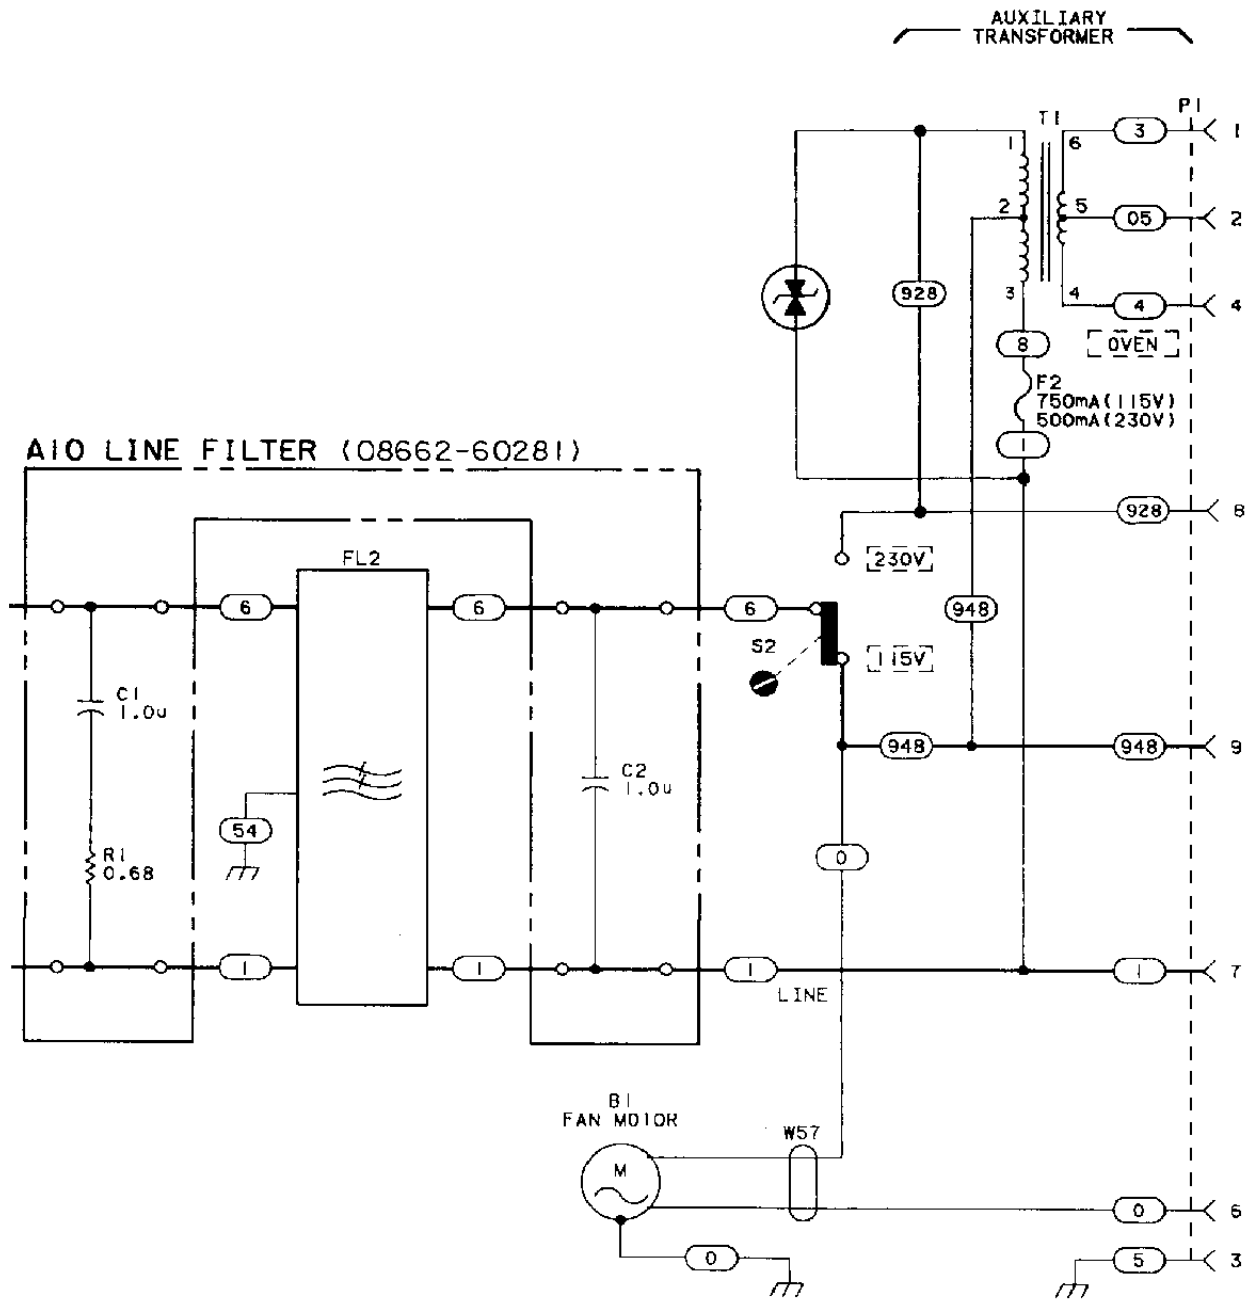 AUXILIARY
TRANSFORMER
P1
T1
1
6
3
1
2
5
05
2
928
3
4
4
4
8
OVEN
F2
750mA(115V)
500mA(230V)
1
A10 LINE FILTER (08662-60281)
928
8
FL2
230V
6
6
6
948
S2
115V
C1
1.0u
948
948
9
C2
1.0u
54
R1
0.68
0
1
1
1
LINE
1
7
B1
FAN MOTOR
W57
M
0
6
0
5
3